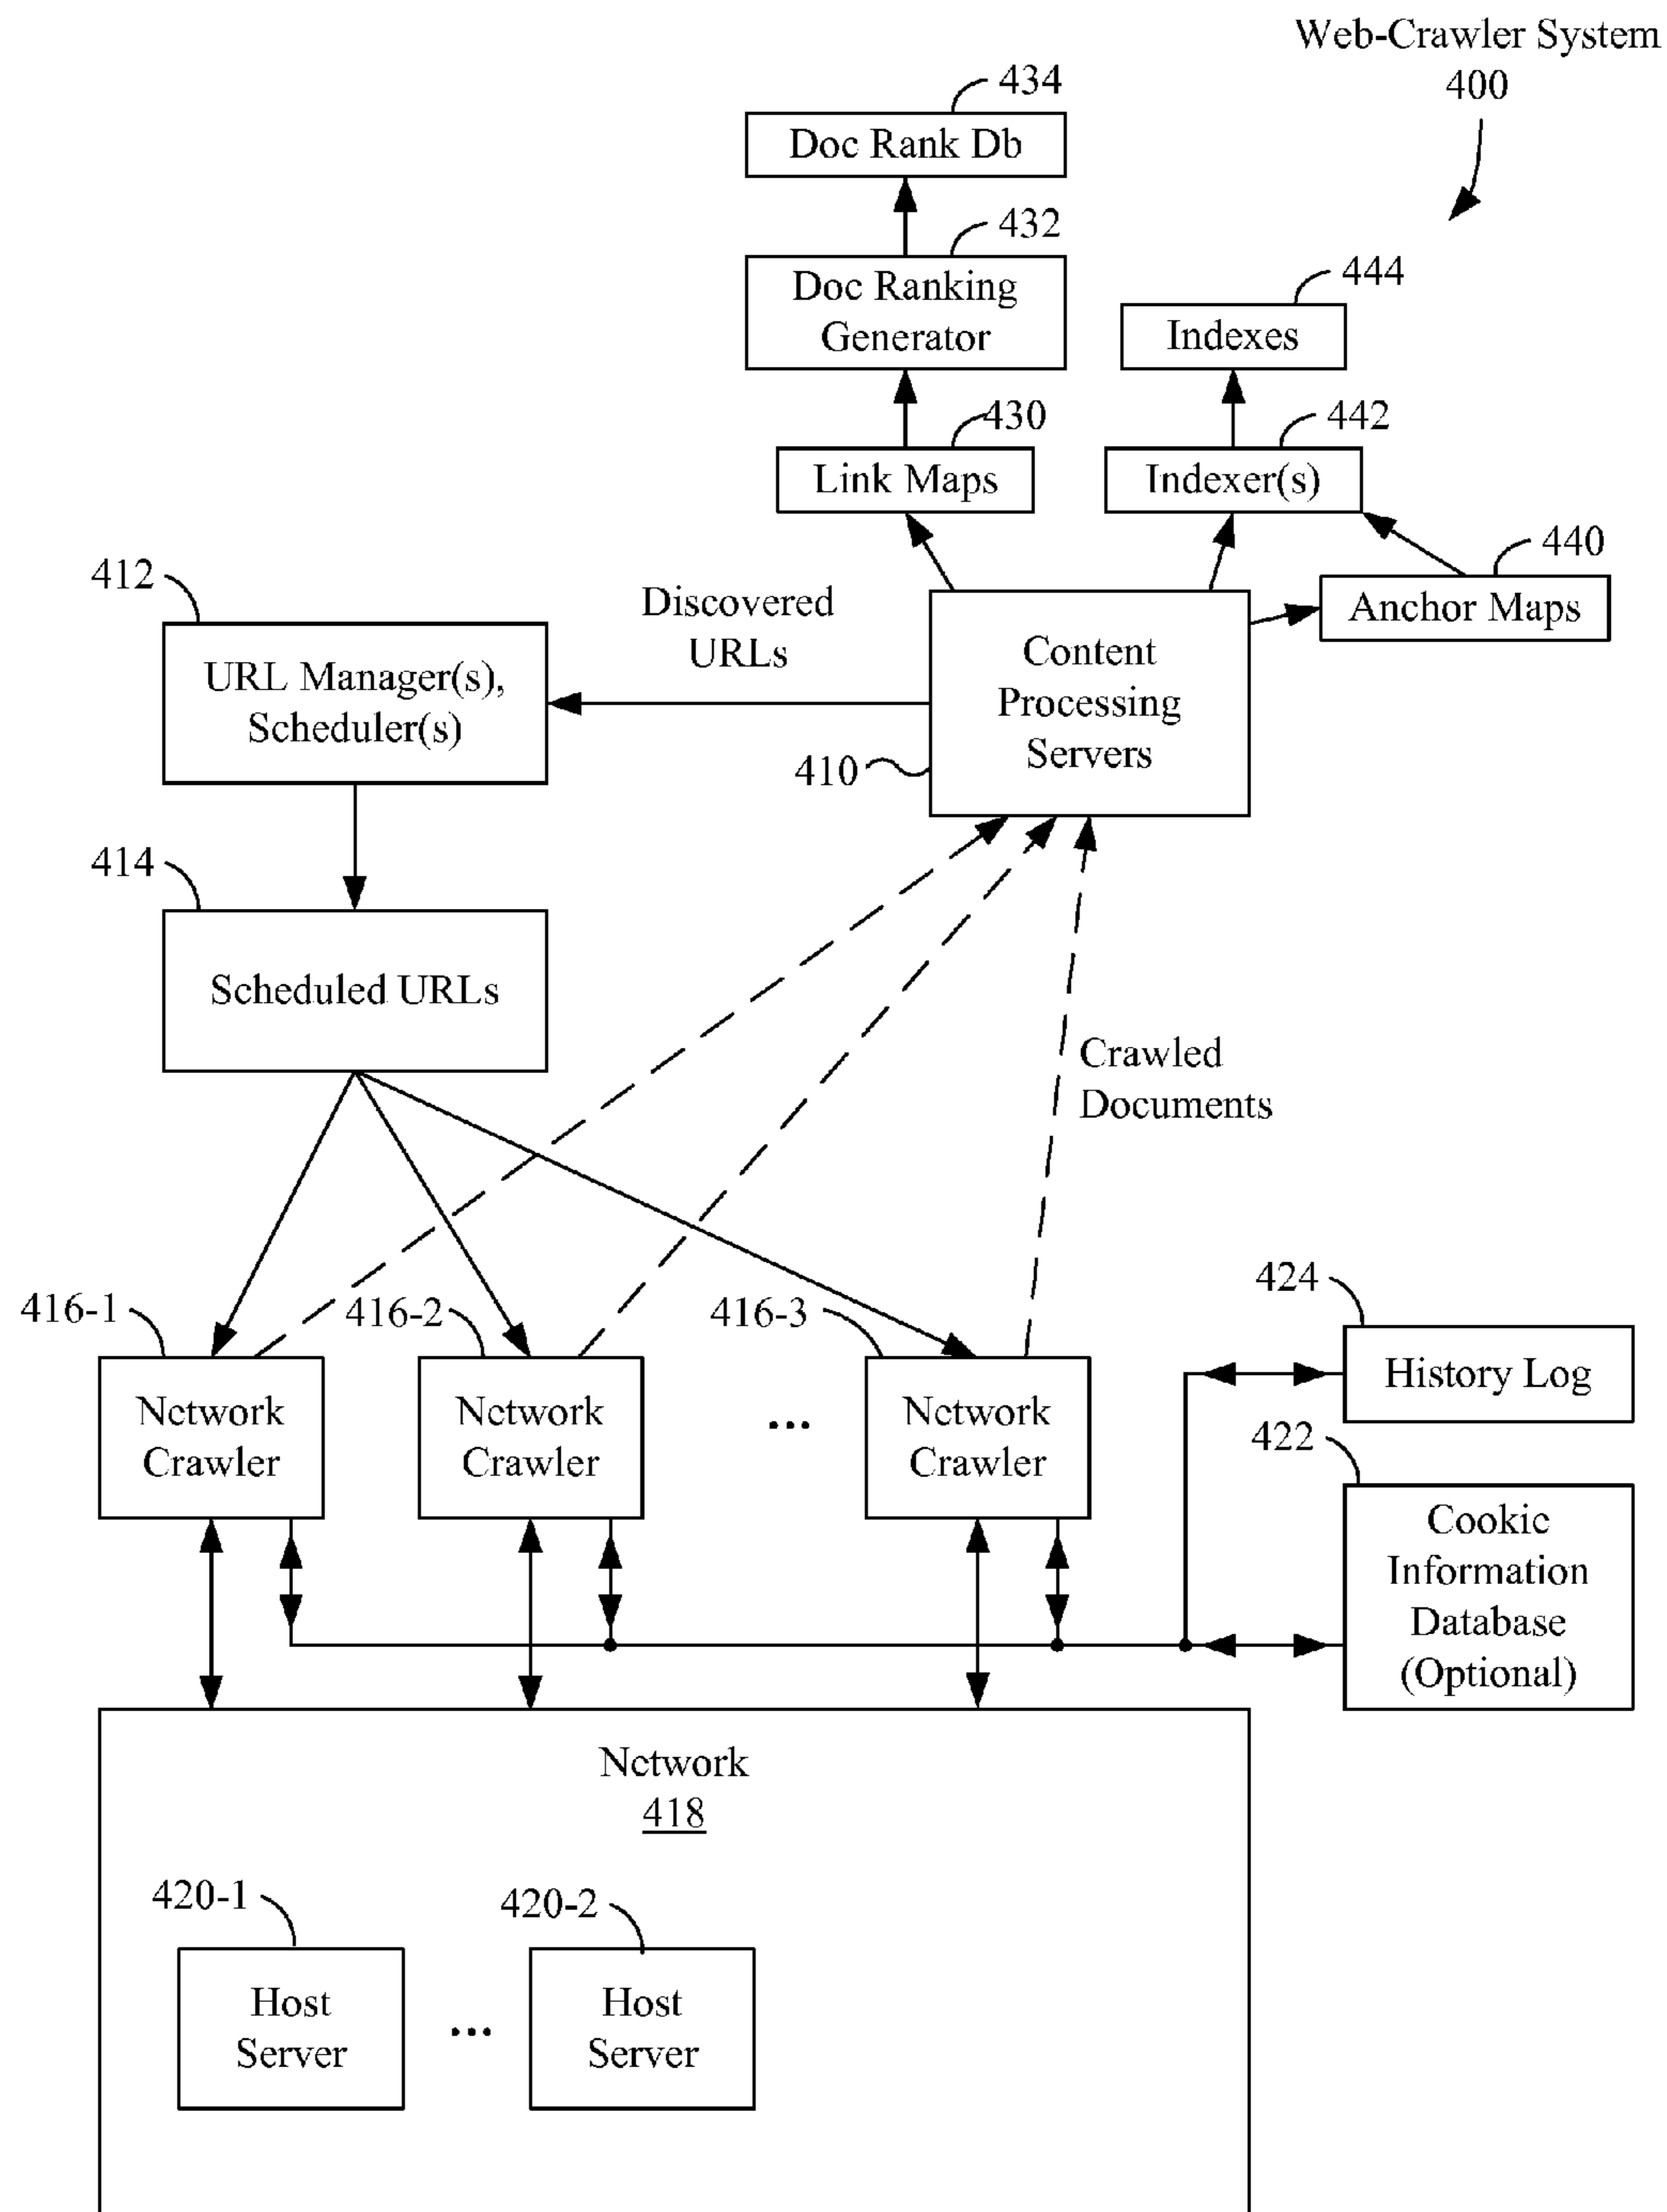 Web-Crawler System
400
434
Doc Rank Db
432
Doc Ranking
Generator
444
Indexes
430
Link Maps
442
Indexer(s)
440
Anchor Maps
412
URL Manager(s),
Scheduler(s)
Discovered
URLs
Content
Processing
Servers
410
414
Scheduled URLs
Crawled
Documents
416-1
416-2
416-3
Network
Crawler
Network
Crawler
...
Network
Crawler
424
History Log
422
Cookie
Information
Database
(Optional)
Network
418
420-1
420-2
Host
Server
...
Host
Server